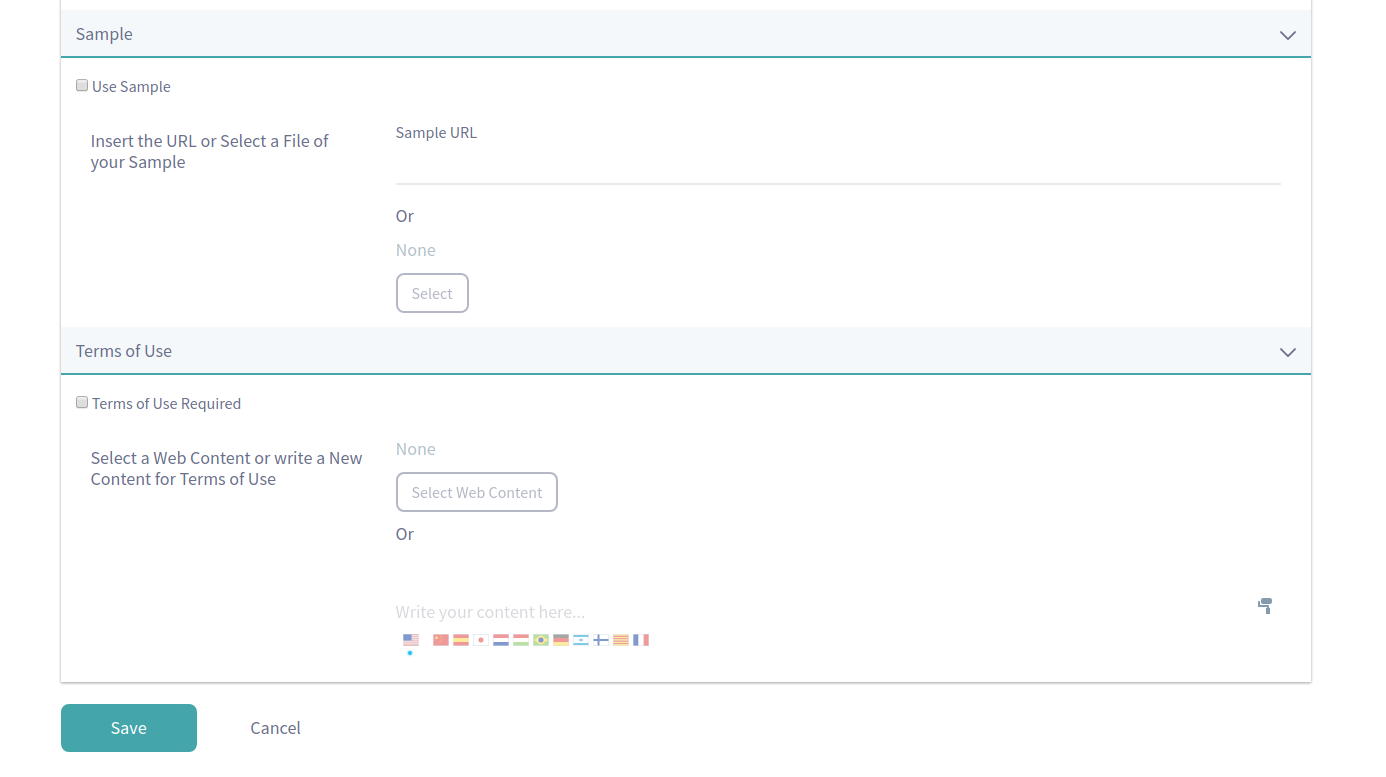 Sample
Use Sample
Insert the URL or Select a File of
your Sample
Sample URL
Or
None
Select
Terms of Use
Terms of Use Required
Select a Web Content or write a New
Content for Terms of Use
None
Select Web Content
Or
Write your content here...
Save
Cancel